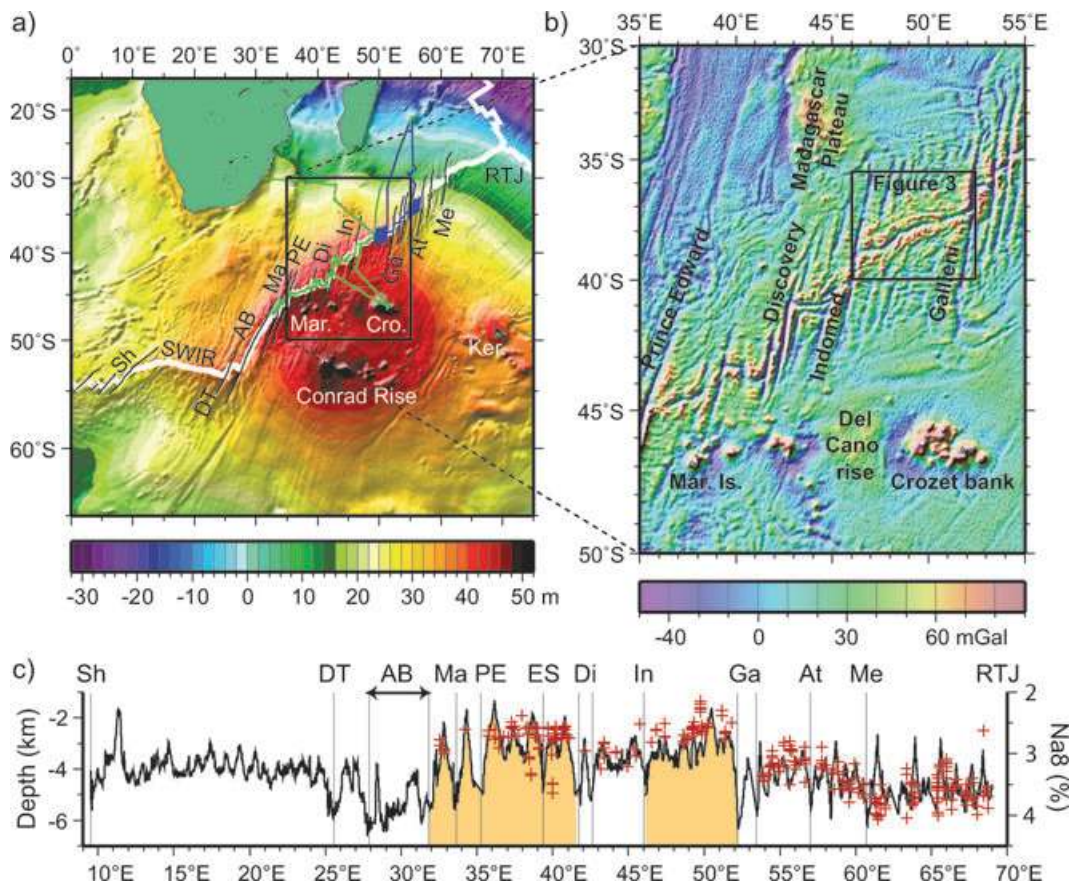 a)
0° 10°E 20°E 30°E 40°E 50°E 60°E 70°E
20°S
30°S
40°S
50°S
60°S
RTJ
Me
At
Ga
In
Di
PE
Ma
AB
SWIR
Sh
DT
Mar.
Cro.
Ker.
Conrad Rise
-30 -20 -10 0 10 20 30 40 50 m
b)
35°E 40°E 45°E 50°E 55°E
30°S
35°S
40°S
45°S
50°S
Madagascar
Plateau
Figure 3
Prince Edward
Discovery
Indomed
Gallieni
Del
Cano
rise
Mar. Is.
Crozet bank
-40 0 30 60 mGal
c)
Sh DT AB Ma PE ES Di In Ga At Me RTJ
Depth (km)
-2
-4
-6
Na8 (%)
2
3
4
10°E 15°E 20°E 25°E 30°E 35°E 40°E 45°E 50°E 55°E 60°E 65°E 70°E